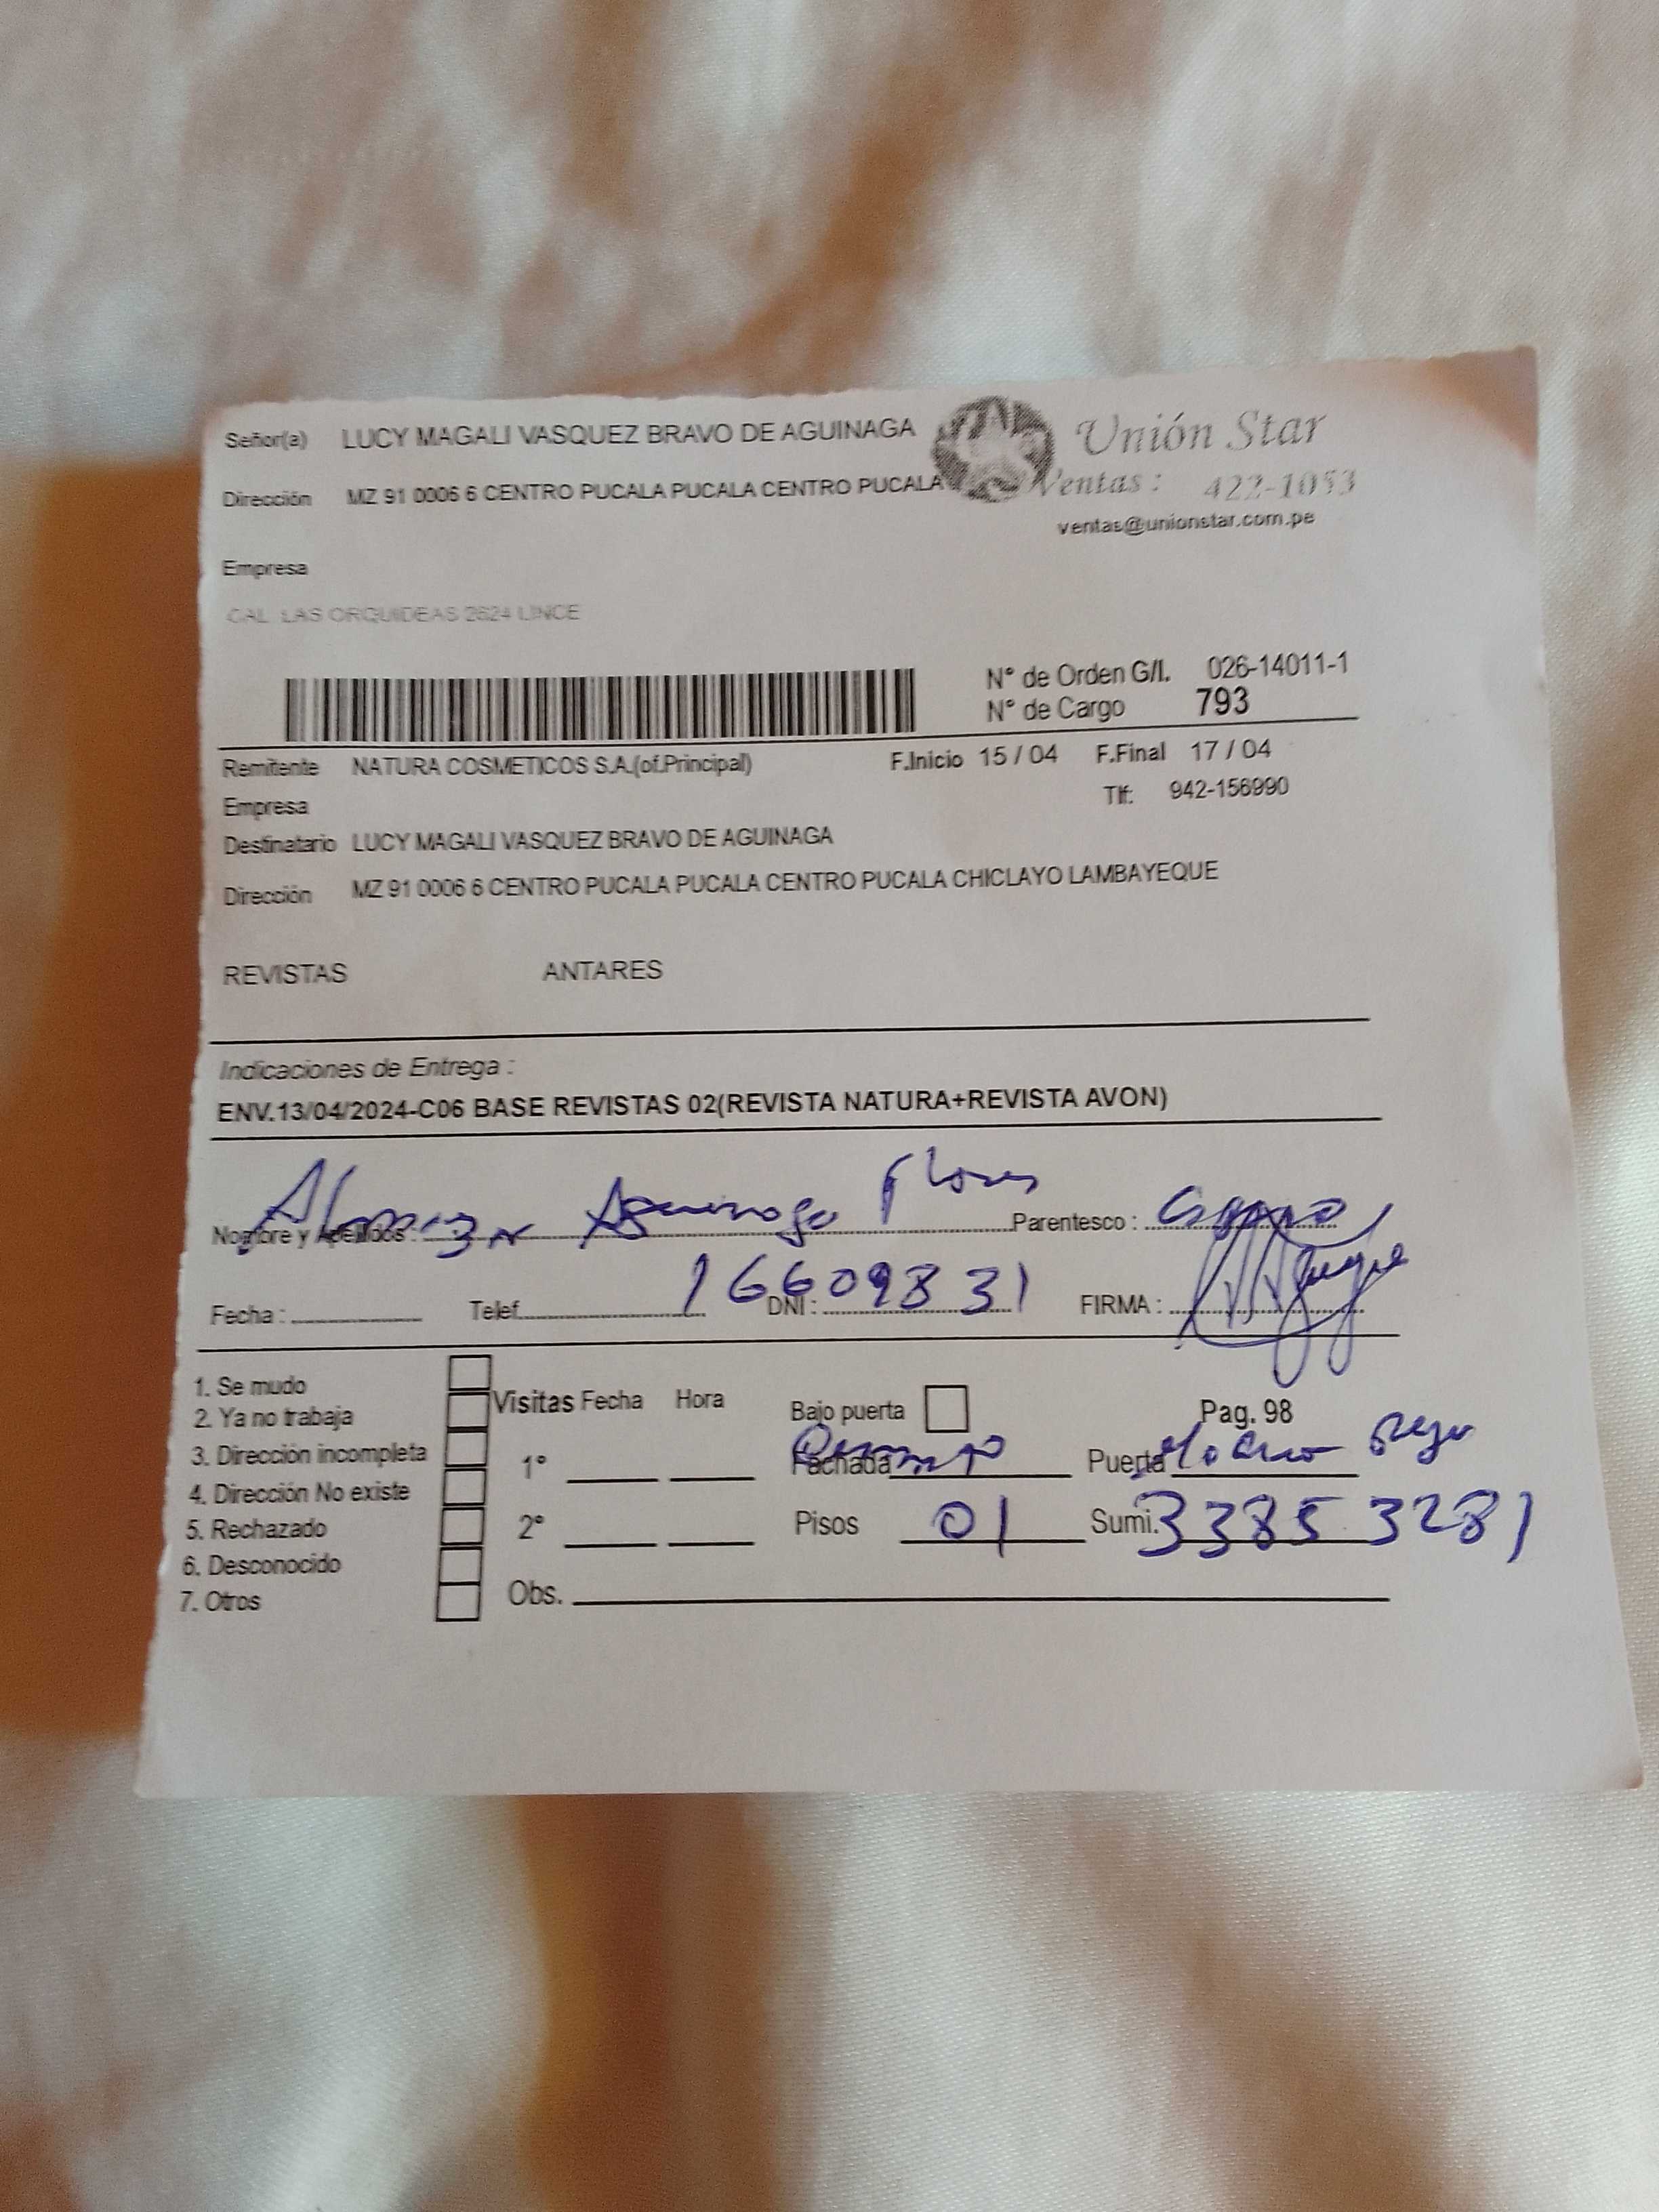 Señor(a) LUCY MAGALI VASQUEZ BRAVO DE AGUINAGA
Unión Star
Dirección MZ 91 0006 6 CENTRO PUCALA PUCALA CENTRO PUCALA
Ventas: 422-1053
ventas@unionstar.com.pe
Empresa
CAL. LAS ORQUIDEAS 2624 LINCE
N° de Orden G/I. 026-14011-1
N° de Cargo 793
Remitente NATURA COSMETICOS S.A.(of.Principal) F.Inicio 15 / 04 F.Final 17 / 04
Empresa Tlf: 942-156990
Destinatario LUCY MAGALI VASQUEZ BRAVO DE AGUINAGA
Dirección MZ 91 0006 6 CENTRO PUCALA PUCALA CENTRO PUCALA CHICLAYO LAMBAYEQUE
REVISTAS ANTARES
Indicaciones de Entrega :
ENV.13/04/2024-C06 BASE REVISTAS 02(REVISTA NATURA+REVISTA AVON)
Nombre y Apellidos : Aguinaga Flores Parentesco :
Fecha : Telef. DNI : 16609831 FIRMA :
1. Se mudo
2. Ya no trabaja
3. Dirección incompleta
4. Dirección No existe
5. Rechazado
6. Desconocido
7. Otros
Visitas Fecha Hora Bajo puerta Pag. 98
1° Fachada Puerta
2° Pisos 01 Sumi. 33853281
Obs.